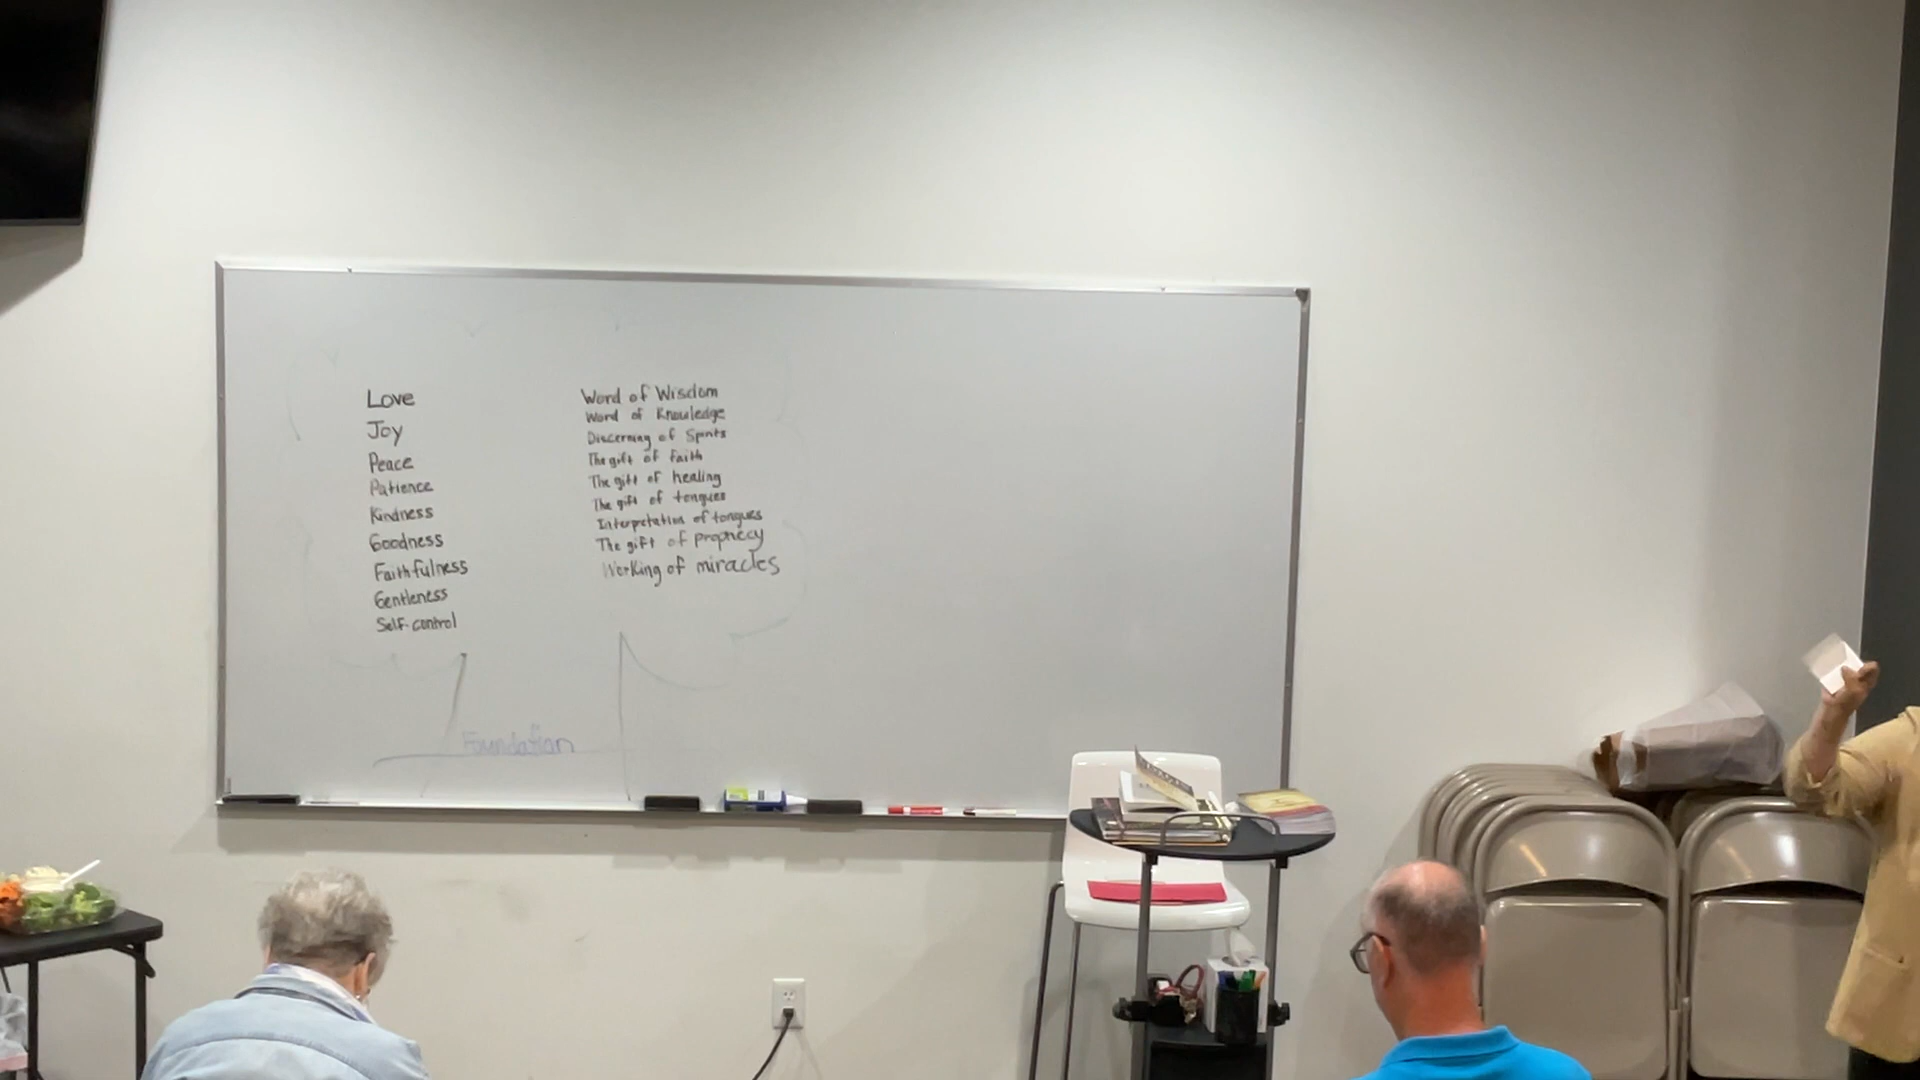 Love
Joy
Peace
Patience
Kindness
Goodness
Faithfulness
Gentleness
Self-control
Word of Wisdom
Word of Knowledge
Discerning of Spirits
The gift of faith
The gift of healing
The gift of tongues
Interpretation of tongues
The gift of prophecy
Working of miracles
Foundation